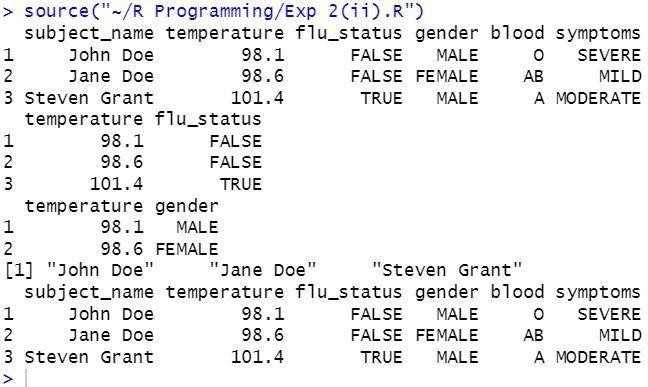 > source("~/R Programming/Exp 2(ii).R")
  subject_name temperature flu_status gender blood symptoms
1     John Doe        98.1      FALSE   MALE     O   SEVERE
2     Jane Doe        98.6      FALSE FEMALE    AB     MILD
3 Steven Grant       101.4       TRUE   MALE     A MODERATE
  temperature flu_status
1        98.1      FALSE
2        98.6      FALSE
3       101.4       TRUE
  temperature gender
1        98.1   MALE
2        98.6 FEMALE
[1] "John Doe"     "Jane Doe"     "Steven Grant"
  subject_name temperature flu_status gender blood symptoms
1     John Doe        98.1      FALSE   MALE     O   SEVERE
2     Jane Doe        98.6      FALSE FEMALE    AB     MILD
3 Steven Grant       101.4       TRUE   MALE     A MODERATE
>